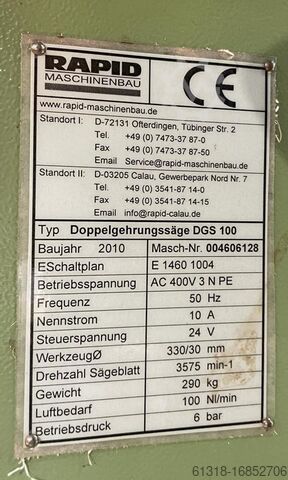 RAPID
MASCHINENBAU
CE
www.rapid-maschinenbau.de
Standort I: D-72131 Ofterdingen, Tübinger Str. 2
Tel. +49 (0) 7473-37 87-0
Fax +49 (0) 7473-37 87-50
Email Service@rapid-maschinenbau.de
Standort II: D-03205 Calau, Gewerbepark Nord Nr. 7
Tel. +49 (0) 3541-87 14-0
Fax +49 (0) 3541-87 14-15
Email info@rapid-calau.de
Typ Doppelgehrungssäge DGS 100
Baujahr 2010 Masch-Nr. 004606128
ESchaltplan E 1460 1004
Betriebsspannung AC 400V 3 N PE
Frequenz 50 Hz
Nennstrom 10 A
Steuerspannung 24 V
WerkzeugØ 330/30 mm
Drehzahl Sägeblatt 3575 min-1
Gewicht 290 kg
Luftbedarf 100 Nl/min
Betriebsdruck 6 bar
61318-16852706